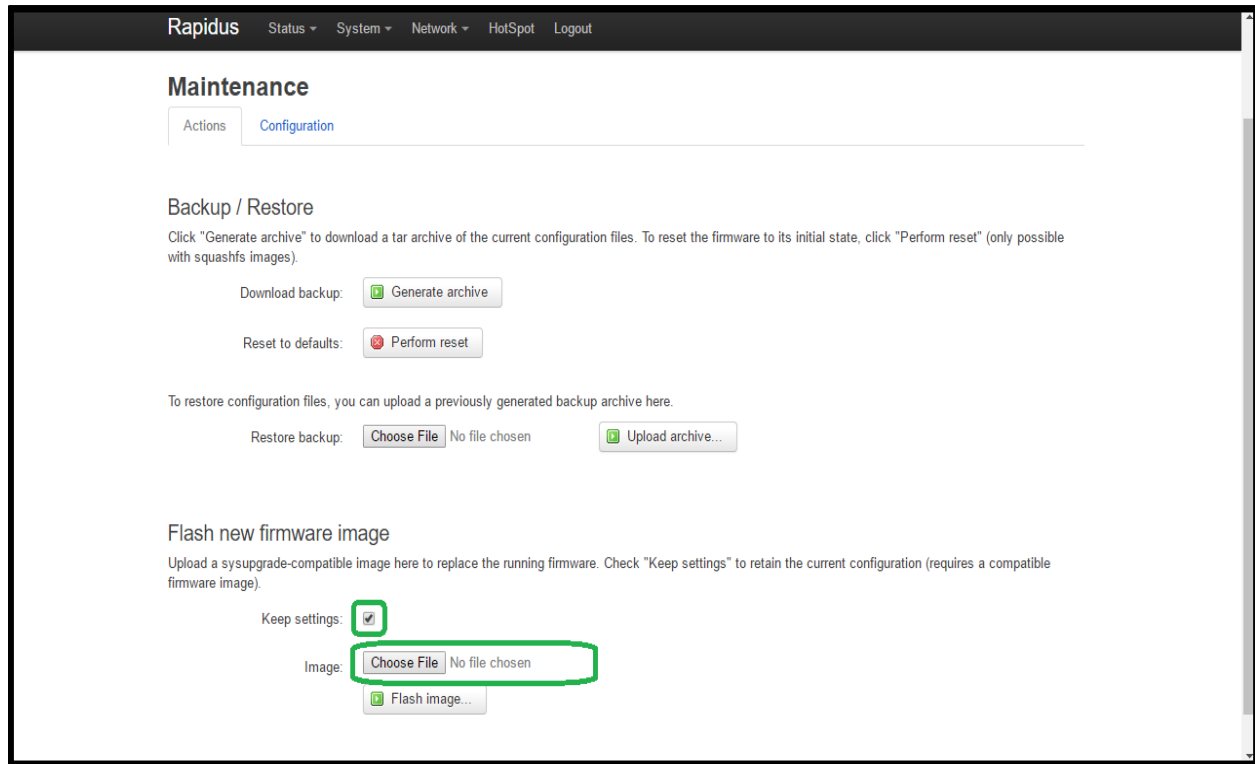 Rapidus Status System Network HotSpot Logout
Maintenance
Actions Configuration
Backup / Restore
Click "Generate archive" to download a tar archive of the current configuration files. To reset the firmware to its initial state, click "Perform reset" (only possible
with squashfs images).
Download backup: Generate archive
Reset to defaults: Perform reset
To restore configuration files, you can upload a previously generated backup archive here.
Restore backup: Choose File No file chosen Upload archive...
Flash new firmware image
Upload a sysupgrade-compatible image here to replace the running firmware. Check "Keep settings" to retain the current configuration (requires a compatible
firmware image).
Keep settings:
Image: Choose File No file chosen
Flash image...